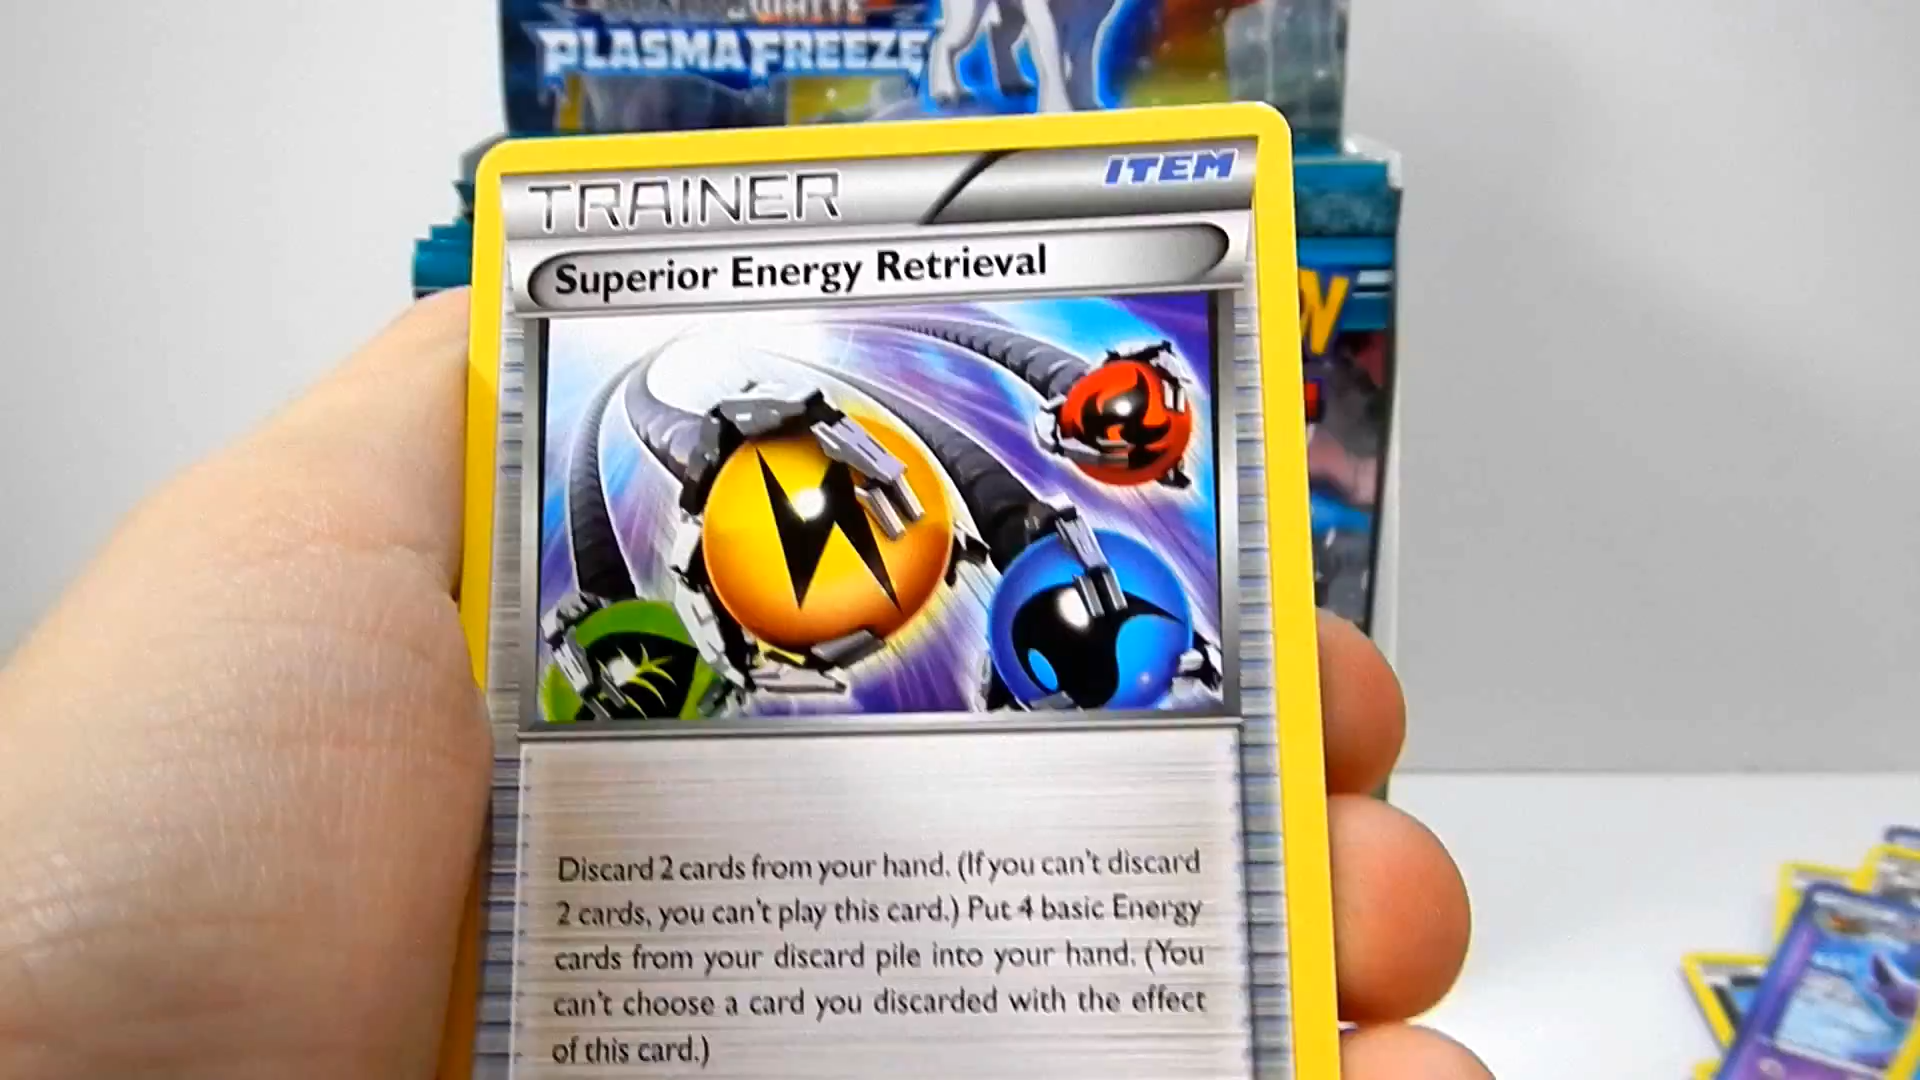 WHITE
PLASMA FREEZE
TRAINER
ITEM
Superior Energy Retrieval
Discard 2 cards from your hand. (If you can't discard
2 cards, you can't play this card.) Put 4 basic Energy
cards from your discard pile into your hand. (You
can't choose a card you discarded with the effect
of this card.)